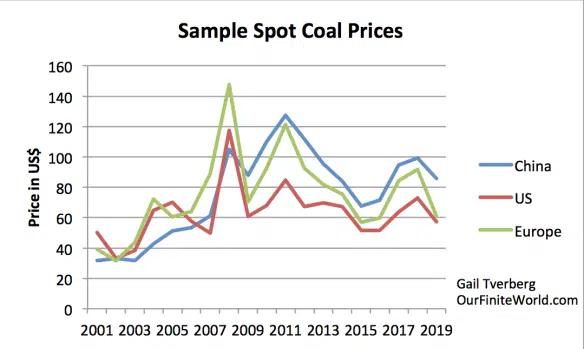 Sample Spot Coal Prices
Price in US$
160
140
120
100
80
60
40
20
0
2001 2003 2005 2007 2009 2011 2013 2015 2017 2019
China
US
Europe
Gail Tverberg
OurFiniteWorld.com